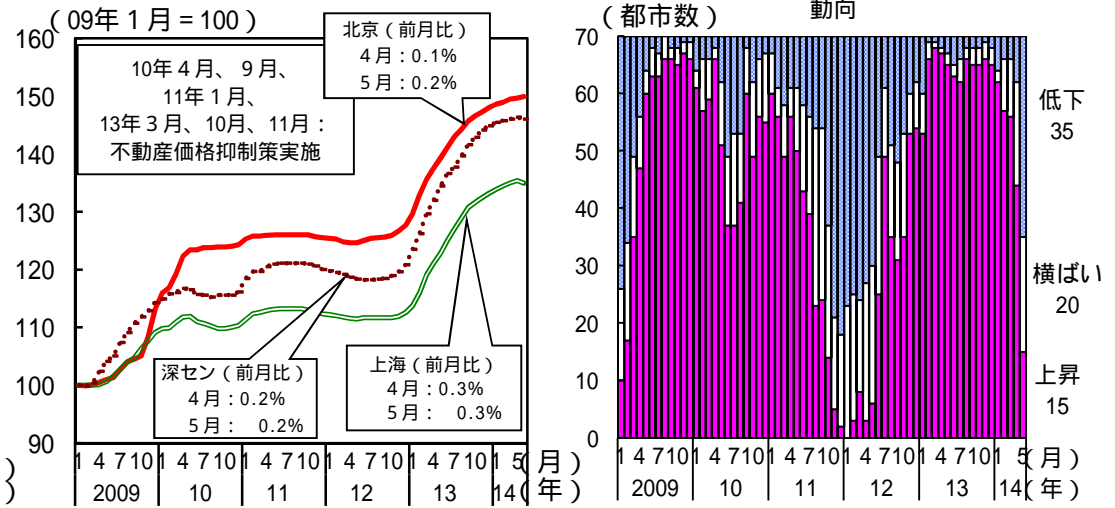 (09年1月=100)
160
150
140
130
120
110
100
90
10年4月、9月、
11年1月、
13年3月、10月、11月：
不動産価格抑制策実施
北京（前月比）
4月：0.1%
5月：0.2%
深セン（前月比）
4月：0.2%
5月： 0.2%
上海（前月比）
4月：0.3%
5月： 0.3%
1 4 7 10 1 4 7 10 1 4 7 10 1 4 7 10 1 4 7 10 1 5 (月)
2009 10 11 12 13 14 (年)
)
)
動向
(都市数)
70
60
50
40
30
20
10
0
低下
35
横ばい
20
上昇
15
1 4 7 10 1 4 7 10 1 4 7 10 1 4 7 10 1 4 7 10 1 5 (月)
2009 10 11 12 13 14 (年)